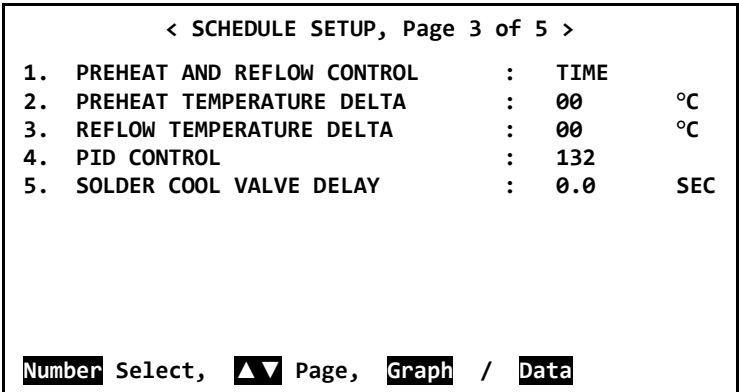 < SCHEDULE SETUP, Page 3 of 5 >
1. PREHEAT AND REFLOW CONTROL : TIME
2. PREHEAT TEMPERATURE DELTA : 00 °C
3. REFLOW TEMPERATURE DELTA : 00 °C
4. PID CONTROL : 132
5. SOLDER COOL VALVE DELAY : 0.0 SEC
Number Select, ▲▼ Page, Graph / Data